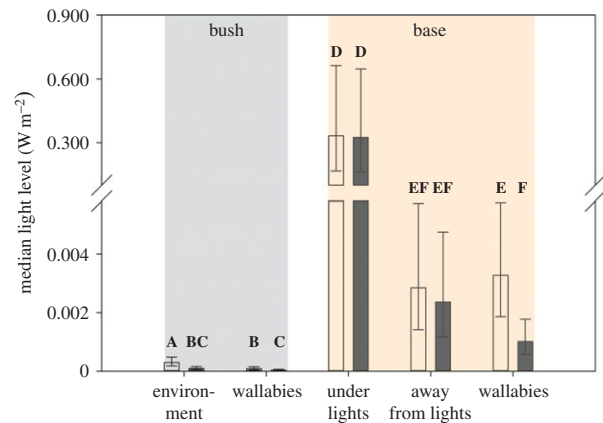 0.900
bush
base
D D
0.600
0.300
EF EF
E F
median light level (W m⁻²)
0.004
0.002
A BC
B C
0
environ-
ment
wallabies
under
lights
away
from lights
wallabies